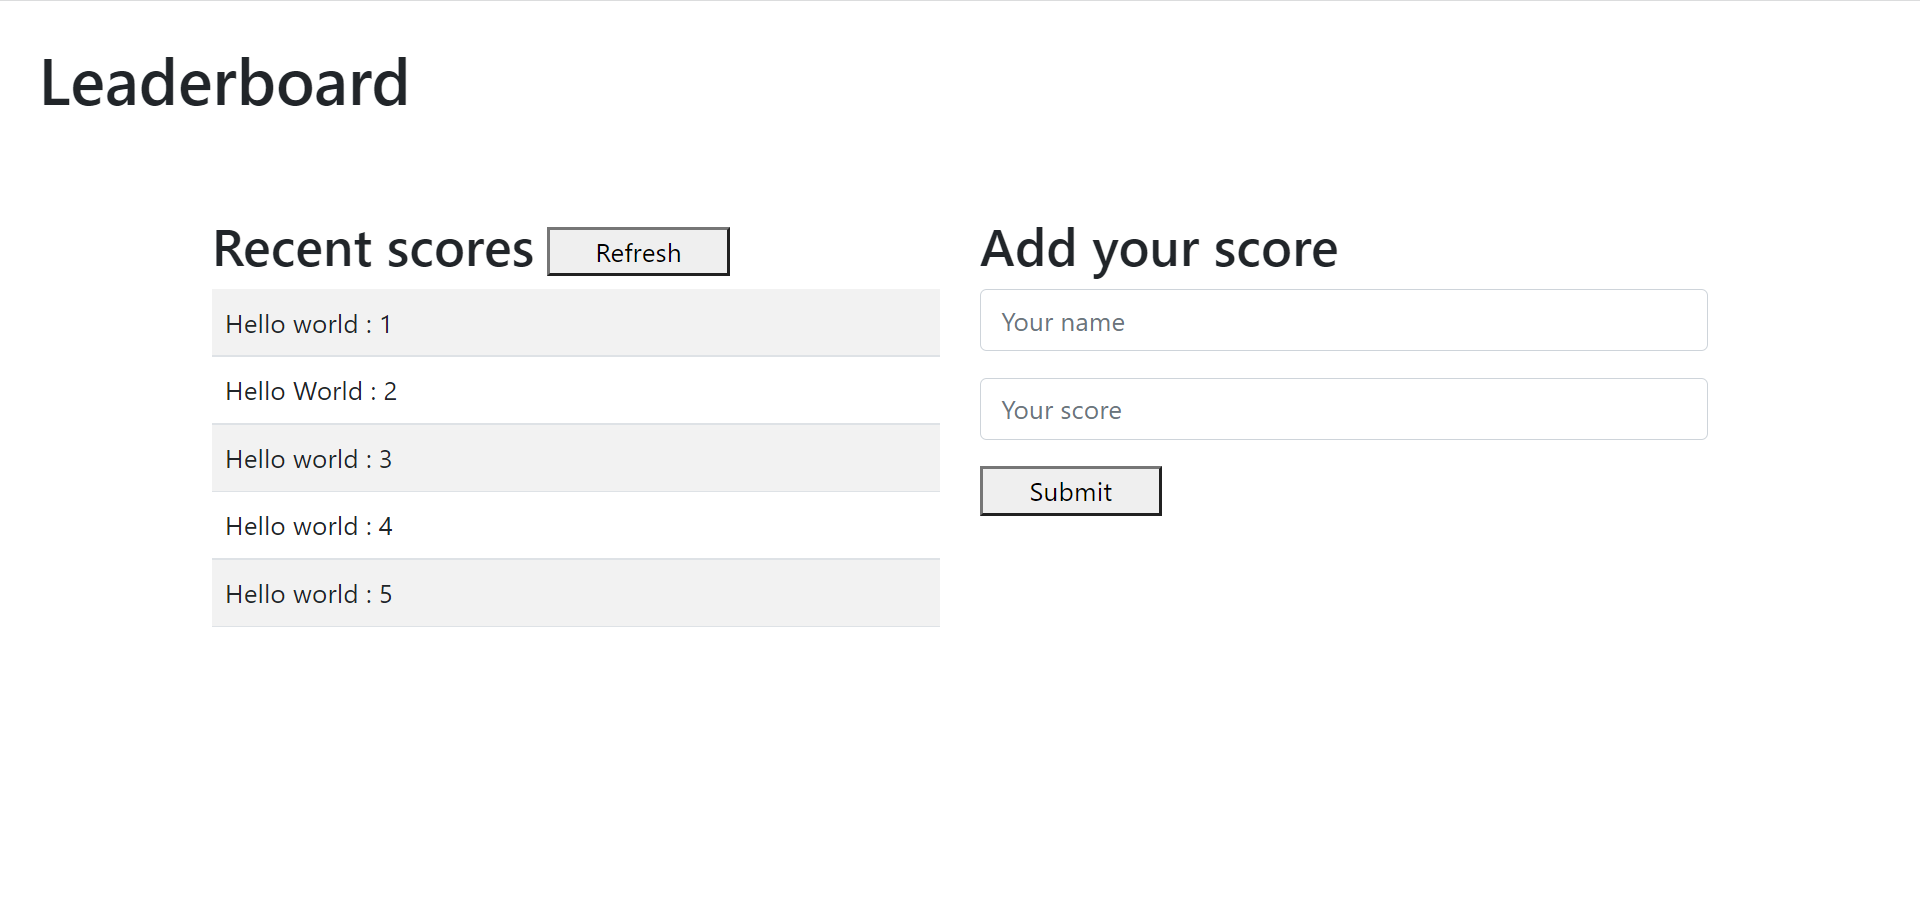 Leaderboard
Recent scores Refresh
Hello world : 1
Hello World : 2
Hello world : 3
Hello world : 4
Hello world : 5
Add your score
Your name
Your score
Submit